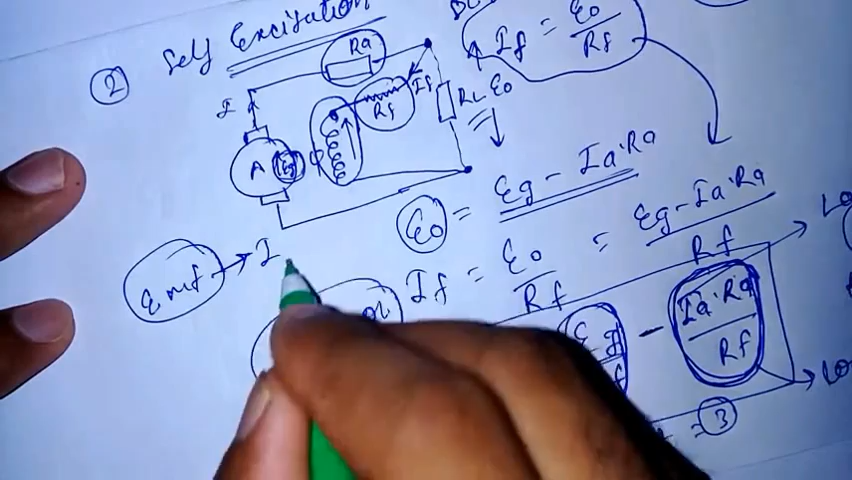 ② Self Excitation
Ra
If = Eo/Rf
If
Rf
RL Eo
I
A Eg φ
Eo = Eg - Ia·Ra
If = Eo/Rf = Eg-Ia·Ra/Rf
Emf → I
- Ia·Ra/Rf
= ③